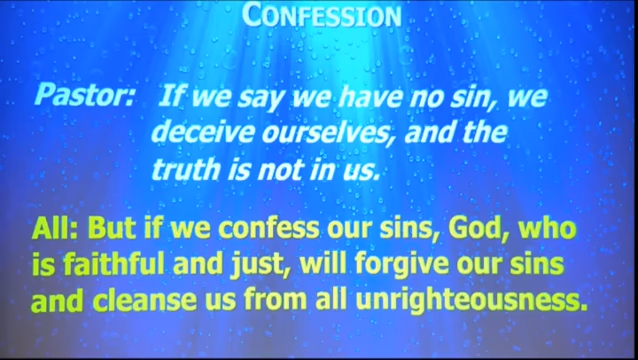 CONFESSION
Pastor: If we say we have no sin, we
deceive ourselves, and the
truth is not in us.
All: But if we confess our sins, God, who
is faithful and just, will forgive our sins
and cleanse us from all unrighteousness.